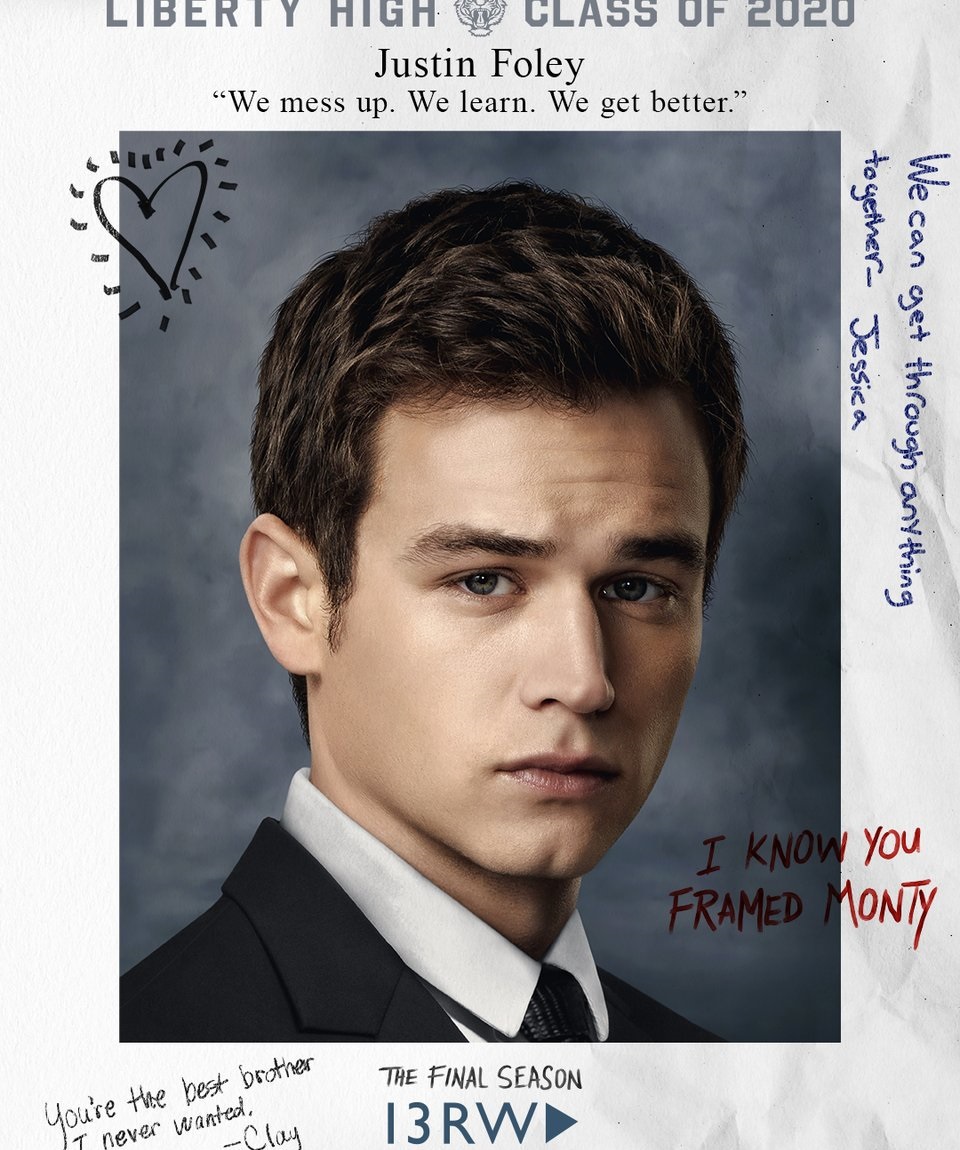 LIBERTY HIGH CLASS OF 2020
Justin Foley
“We mess up. We learn. We get better.”
We can get through anything
together- Jessica
I KNOW YOU
FRAMED MONTY
You're the best brother
I never wanted.
-Clay
THE FINAL SEASON
13RW